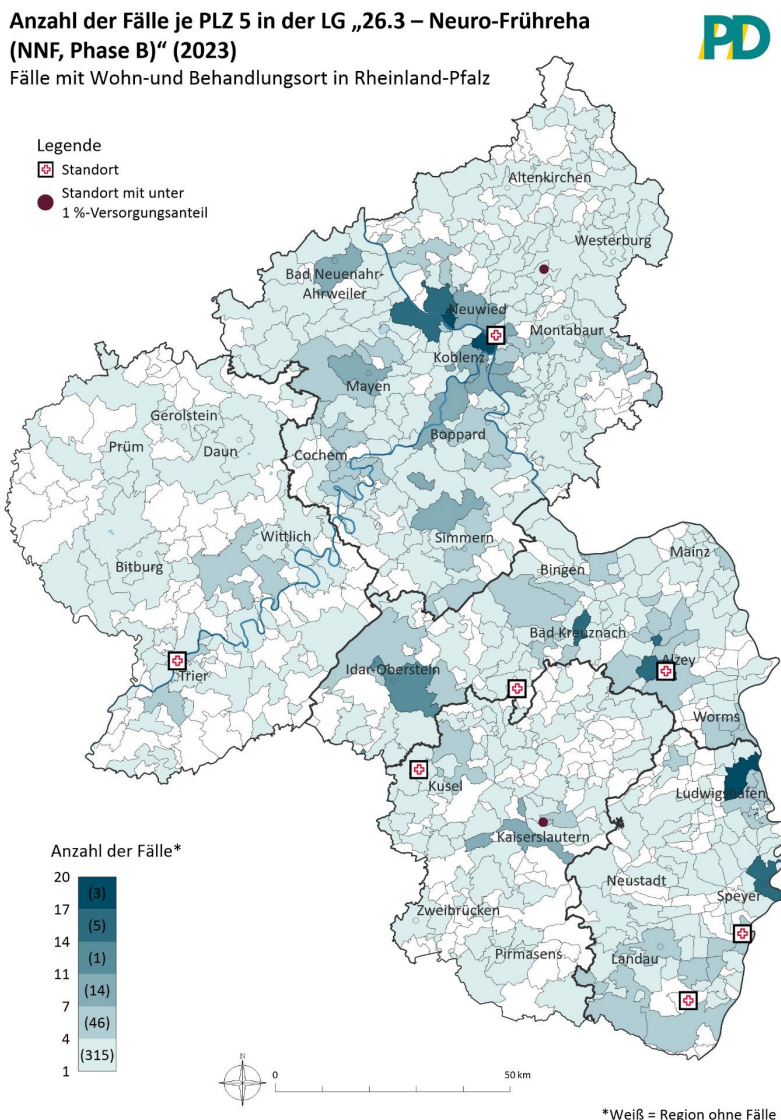 Anzahl der Fälle je PLZ 5 in der LG „26.3 – Neuro-Frühreha
(NNF, Phase B)“ (2023)
Fälle mit Wohn-und Behandlungsort in Rheinland-Pfalz
PD
Legende
Standort
Standort mit unter
1 %-Versorgungsanteil
Altenkirchen
Westerburg
Bad Neuenahr-
Ahrweiler
Neuwied
Montabaur
Koblenz
Mayen
Gerolstein
Boppard
Prüm
Daun
Cochem
Wittlich
Simmern
Mainz
Bitburg
Bingen
Bad Kreuznach
Alzey
Idar-Oberstein
Trier
Worms
Kusel
Ludwigshafen
Kaiserslautern
Neustadt
Speyer
Zweibrücken
Landau
Pirmasens
Anzahl der Fälle*
20
(3)
17
(5)
14
(1)
11
(14)
7
(46)
4
(315)
1
N
0
50 km
*Weiß = Region ohne Fälle